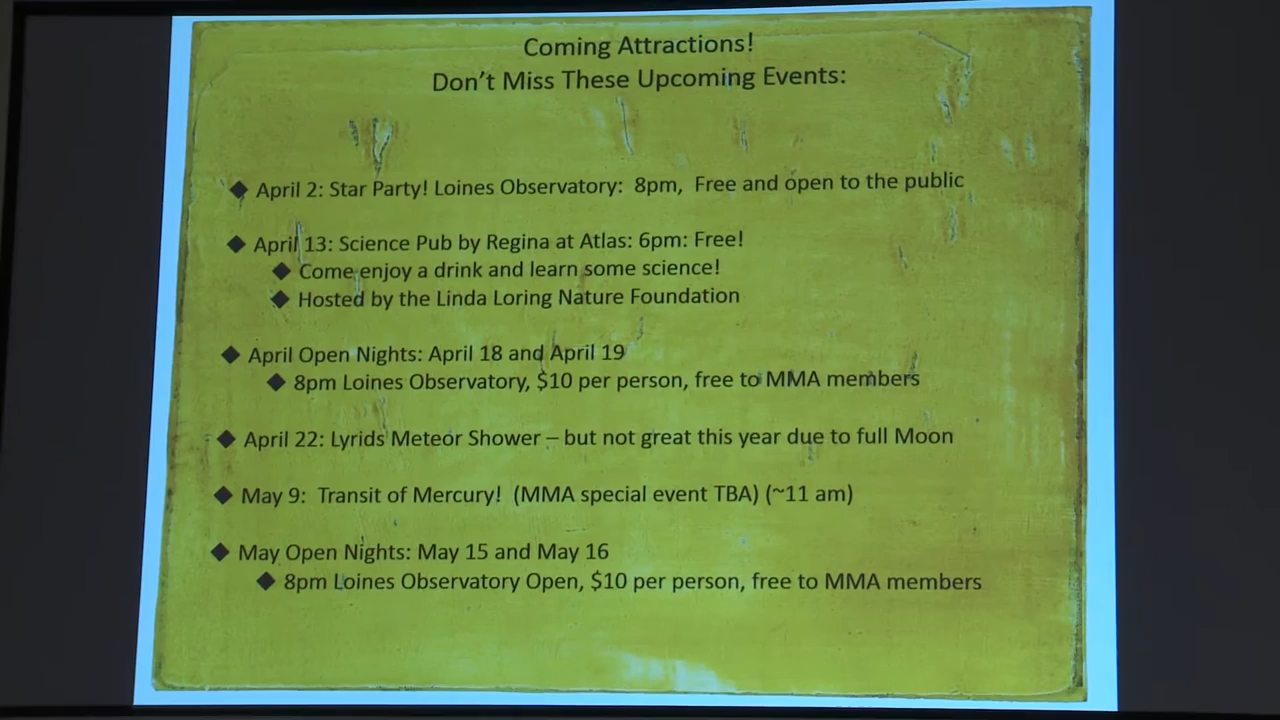 Coming Attractions!
Don't Miss These Upcoming Events:
◆ April 2: Star Party! Loines Observatory: 8pm, Free and open to the public
◆ April 13: Science Pub by Regina at Atlas: 6pm: Free!
◆ Come enjoy a drink and learn some science!
◆ Hosted by the Linda Loring Nature Foundation
◆ April Open Nights: April 18 and April 19
◆ 8pm Loines Observatory, $10 per person, free to MMA members
◆ April 22: Lyrids Meteor Shower – but not great this year due to full Moon
◆ May 9: Transit of Mercury! (MMA special event TBA) (~11 am)
◆ May Open Nights: May 15 and May 16
◆ 8pm Loines Observatory Open, $10 per person, free to MMA members